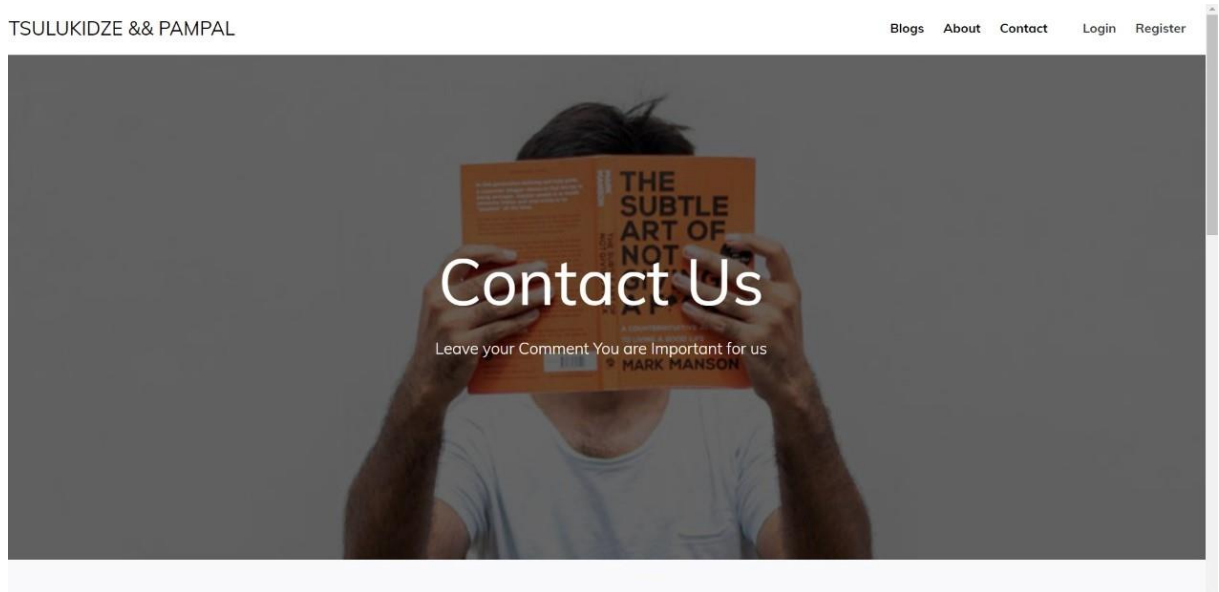 TSULUKIDZE && PAMPAL
Blogs About Contact Login Register
THE
SUBTLE
ART OF
NOT
Contact Us
Leave your Comment You are Important for us
MARK MANSON